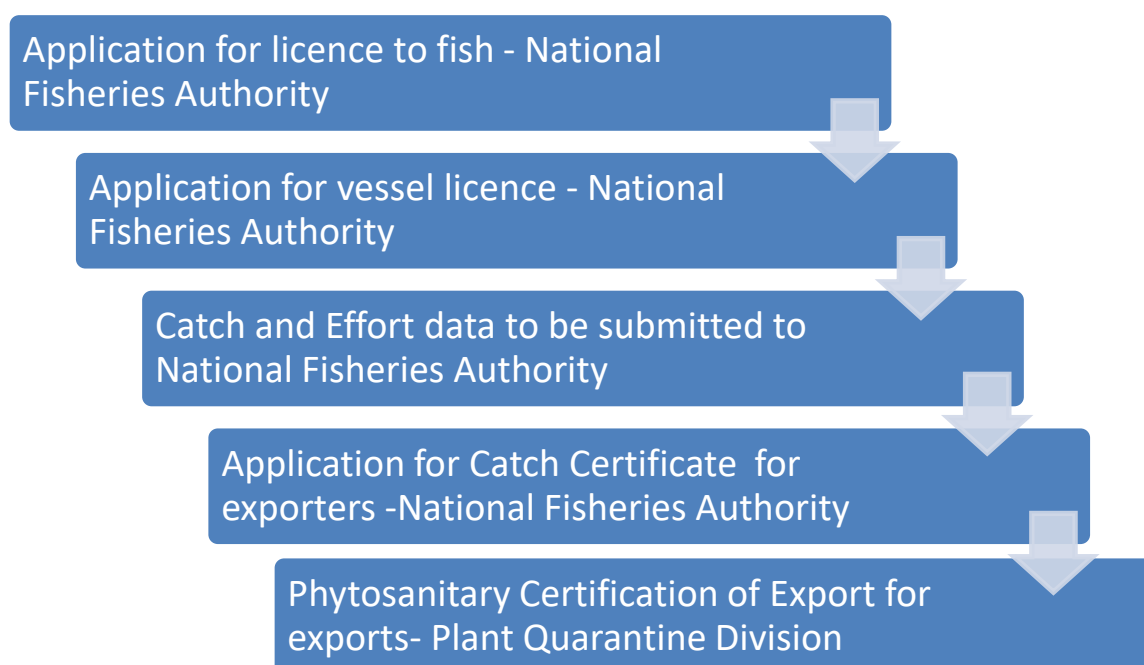 Application for licence to fish - National
Fisheries Authority
Application for vessel licence - National
Fisheries Authority
Catch and Effort data to be submitted to
National Fisheries Authority
Application for Catch Certificate  for
exporters -National Fisheries Authority
Phytosanitary Certification of Export for
exports- Plant Quarantine Division